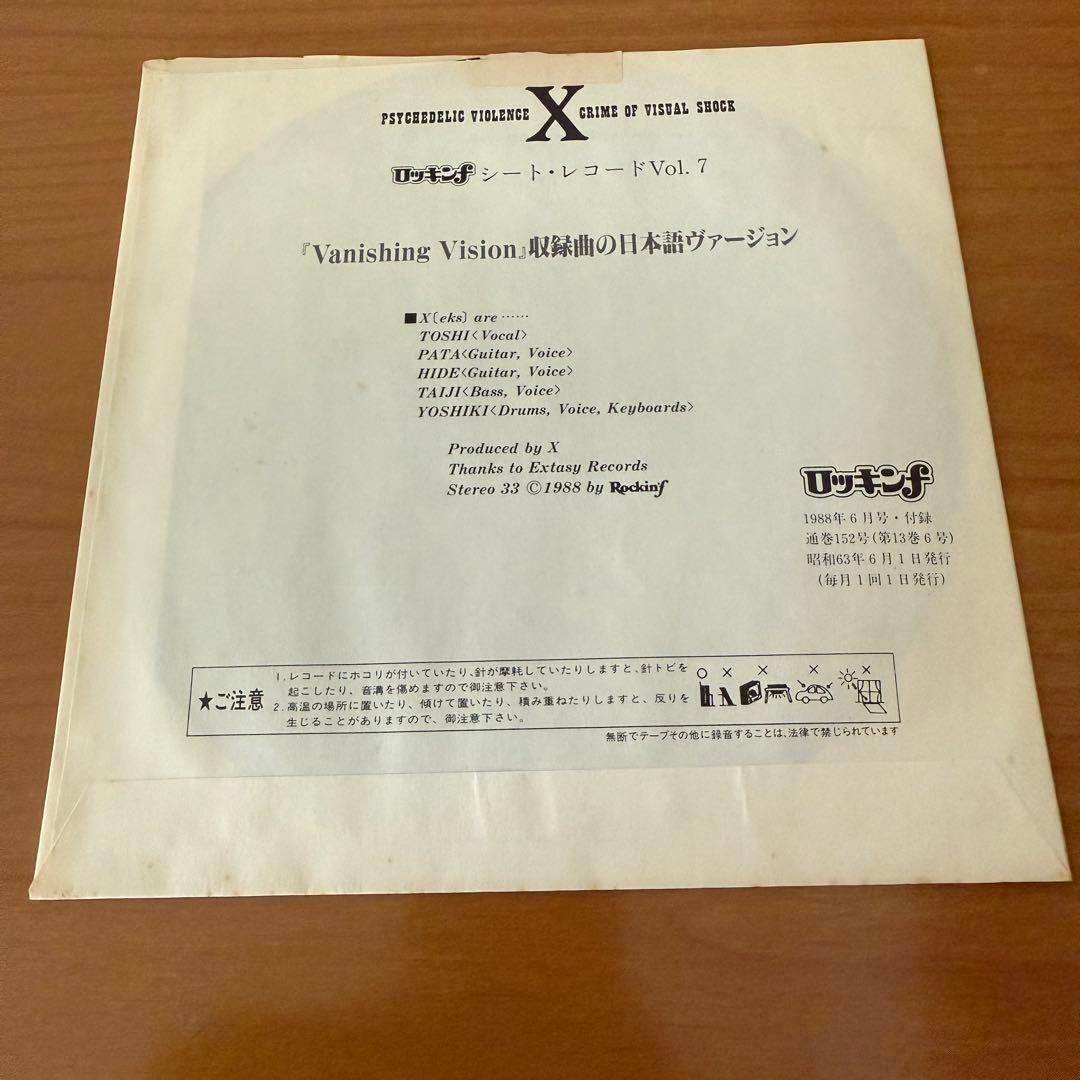 PSYCHEDELIC VIOLENCE X CRIME OF VISUAL SHOCK
ロッキンf シート・レコードVol. 7
『Vanishing Vision』収録曲の日本語ヴァージョン
■X〔eks〕are ……
TOSHI〈Vocal〉
PATA〈Guitar, Voice〉
HIDE〈Guitar, Voice〉
TAIJI〈Bass, Voice〉
YOSHIKI〈Drums, Voice, Keyboards〉
Produced by X
Thanks to Extasy Records
Stereo 33 ©1988 by Rockin'f
ロッキンf
1988年6月号・付録
通巻152号(第13巻6号)
昭和63年6月1日発行
(毎月1回1日発行)
★ご注意
1. レコードにホコリが付いていたり、針が摩耗していたりしますと、針トビを
起こしたり、音溝を傷めますので御注意下さい。
2. 高温の場所に置いたり、傾けて置いたり、積み重ねたりしますと、反りを
生じることがありますので、御注意下さい。
○ × × × ×
無断でテープその他に録音することは、法律で禁じられています